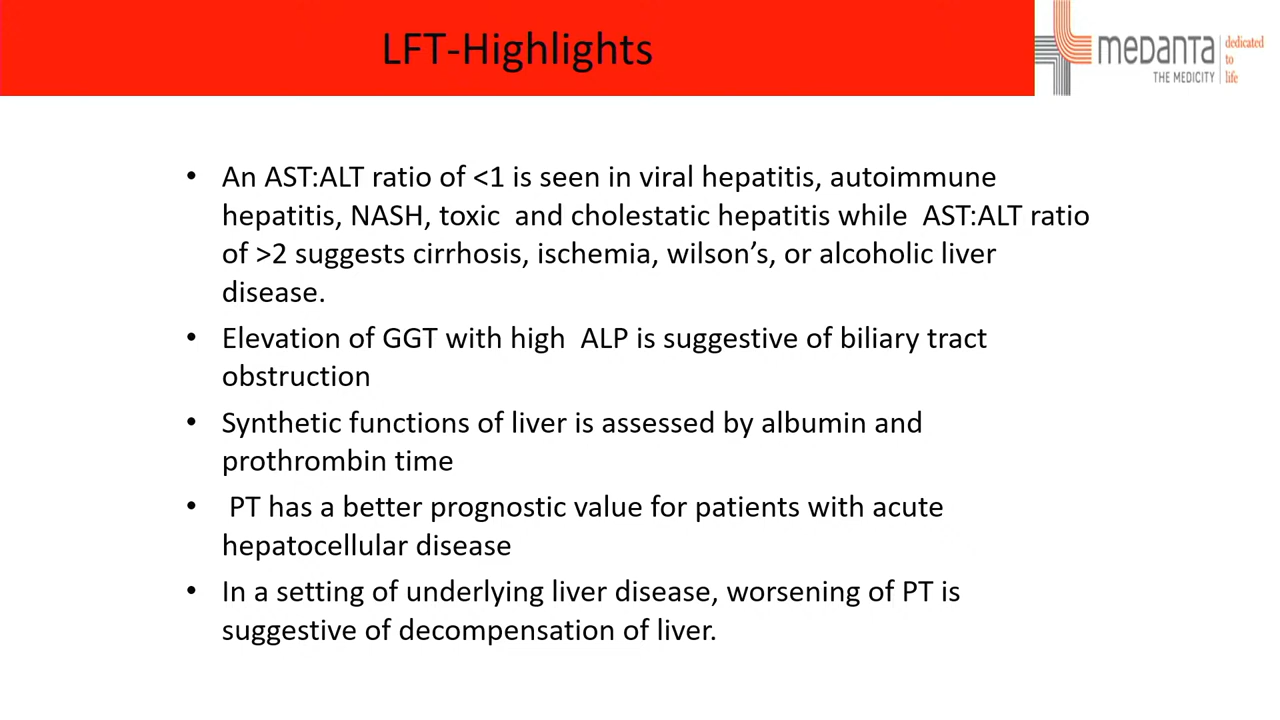 LFT-Highlights
medanta
THE MEDICITY
dedicated
to
life
• An AST:ALT ratio of <1 is seen in viral hepatitis, autoimmune
hepatitis, NASH, toxic  and cholestatic hepatitis while  AST:ALT ratio
of >2 suggests cirrhosis, ischemia, wilson’s, or alcoholic liver
disease.
• Elevation of GGT with high  ALP is suggestive of biliary tract
obstruction
• Synthetic functions of liver is assessed by albumin and
prothrombin time
•  PT has a better prognostic value for patients with acute
hepatocellular disease
• In a setting of underlying liver disease, worsening of PT is
suggestive of decompensation of liver.